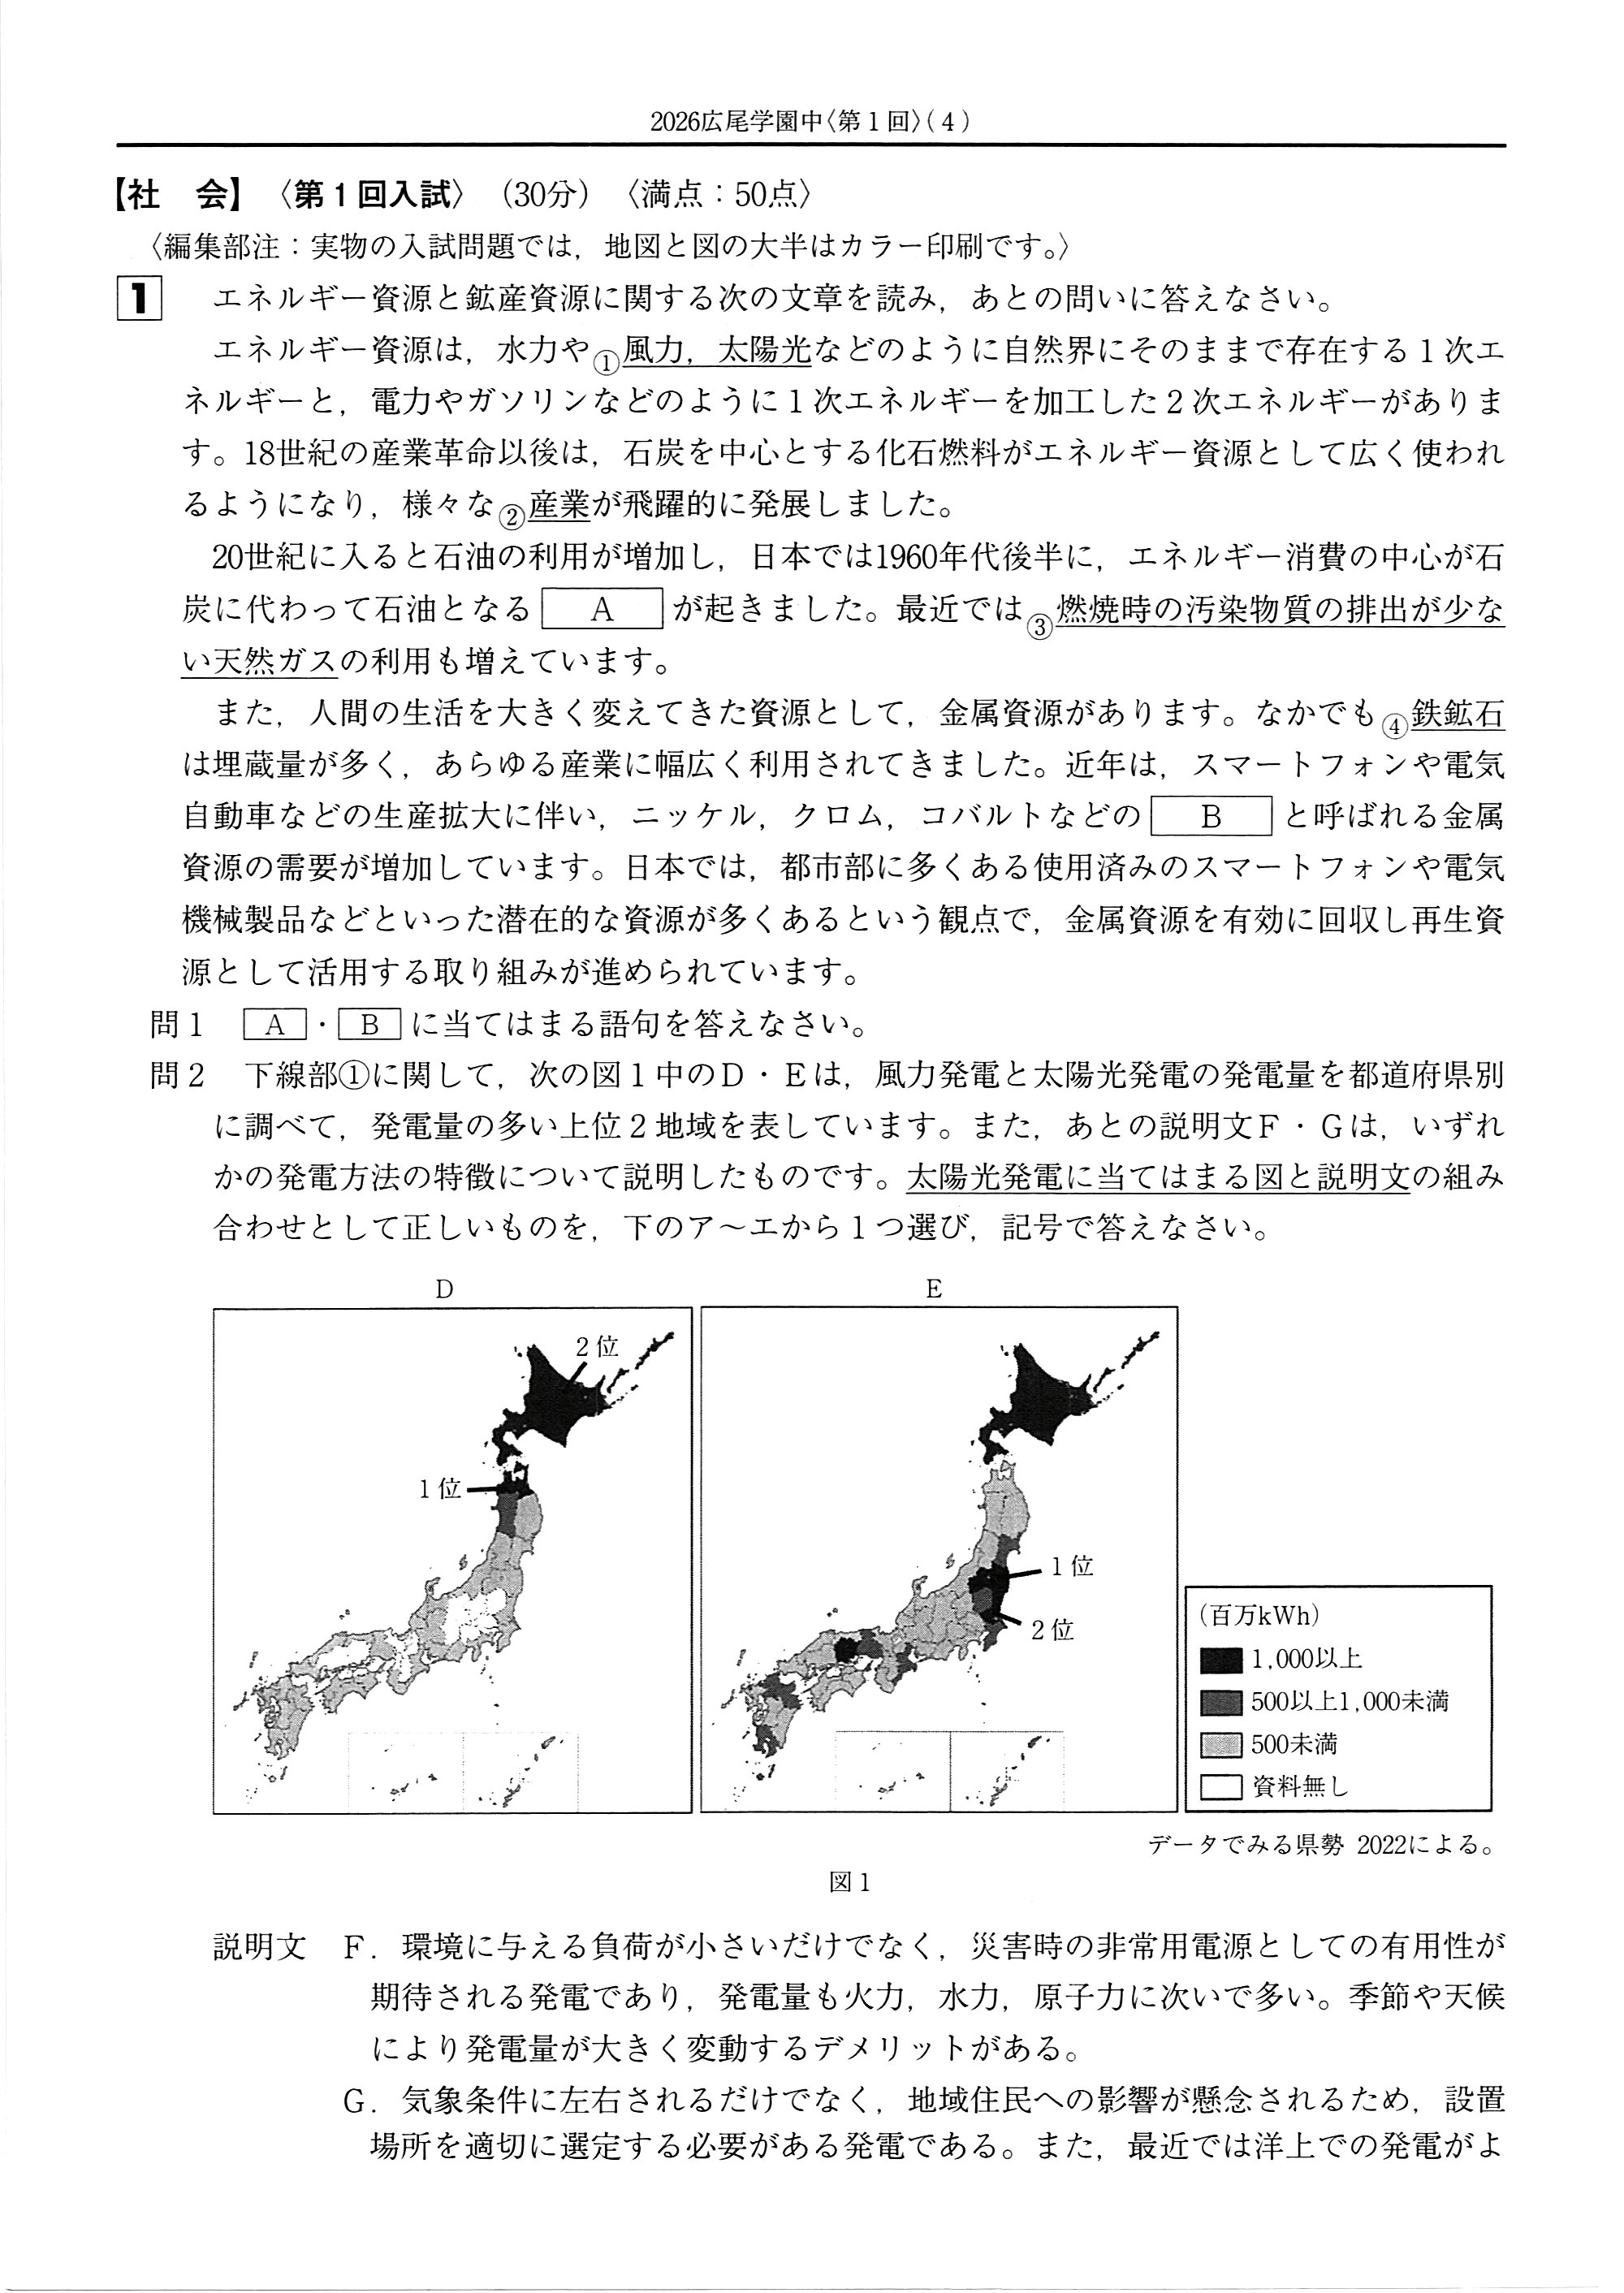 2026広尾学園中〈第1回〉(4)
【社　会】〈第1回入試〉(30分)〈満点：50点〉
〈編集部注：実物の入試問題では，地図と図の大半はカラー印刷です。〉
1　エネルギー資源と鉱産資源に関する次の文章を読み，あとの問いに答えなさい。
エネルギー資源は，水力や①風力，太陽光などのように自然界にそのままで存在する1次エ
ネルギーと，電力やガソリンなどのように1次エネルギーを加工した2次エネルギーがありま
す。18世紀の産業革命以後は，石炭を中心とする化石燃料がエネルギー資源として広く使われ
るようになり，様々な②産業が飛躍的に発展しました。
20世紀に入ると石油の利用が増加し，日本では1960年代後半に，エネルギー消費の中心が石
炭に代わって石油となる A が起きました。最近では③燃焼時の汚染物質の排出が少な
い天然ガスの利用も増えています。
また，人間の生活を大きく変えてきた資源として，金属資源があります。なかでも④鉄鉱石
は埋蔵量が多く，あらゆる産業に幅広く利用されてきました。近年は，スマートフォンや電気
自動車などの生産拡大に伴い，ニッケル，クロム，コバルトなどの B と呼ばれる金属
資源の需要が増加しています。日本では，都市部に多くある使用済みのスマートフォンや電気
機械製品などといった潜在的な資源が多くあるという観点で，金属資源を有効に回収し再生資
源として活用する取り組みが進められています。
問1　A・B に当てはまる語句を答えなさい。
問2　下線部①に関して，次の図1中のD・Eは，風力発電と太陽光発電の発電量を都道府県別
に調べて，発電量の多い上位2地域を表しています。また，あとの説明文F・Gは，いずれ
かの発電方法の特徴について説明したものです。太陽光発電に当てはまる図と説明文の組み
合わせとして正しいものを，下のア～エから1つ選び，記号で答えなさい。
D
2位
1位
E
1位
2位
(百万kWh)
1,000以上
500以上1,000未満
500未満
資料無し
データでみる県勢 2022による。
図1
説明文　F．環境に与える負荷が小さいだけでなく，災害時の非常用電源としての有用性が
期待される発電であり，発電量も火力，水力，原子力に次いで多い。季節や天候
により発電量が大きく変動するデメリットがある。
G．気象条件に左右されるだけでなく，地域住民への影響が懸念されるため，設置
場所を適切に選定する必要がある発電である。また，最近では洋上での発電がよ